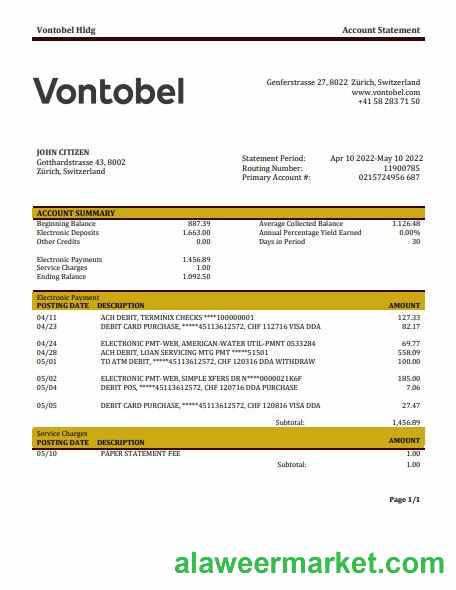 Vontobel Hldg Account Statement
Vontobel
Genferstrasse 27, 8022 Zürich, Switzerland
www.vontobel.com
+41 58 283 71 50
JOHN CITIZEN
Gotthardstrasse 43, 8002
Zürich, Switzerland
Statement Period: Apr 10 2022-May 10 2022
Routing Number: 11900785
Primary Account #: 0215724956 687
ACCOUNT SUMMARY
Beginning Balance 887.39 Average Collected Balance 1.126.48
Electronic Deposits 1.663.00 Annual Percentage Yield Earned 0.00%
Other Credits 0.00 Days in Period 30
Electronic Payments 1.456.89
Service Charges 1.00
Ending Balance 1.092.50
Electronic Payment
POSTING DATE DESCRIPTION AMOUNT
04/11 ACH DEBIT, TERMINIX CHECKS ****100000001 127.33
04/23 DEBIT CARD PURCHASE, *****45113612572, CHF 112716 VISA DDA 82.17
04/24 ELECTRONIC PMT-WEB, AMERICAN-WATER UTIL-PMNT 0533284 69.77
04/28 ACH DEBIT, LOAN SERVICING MTG PMT *****51501 558.09
05/01 TD ATM DEBIT, *****45113612572, CHF 120316 DDA WITHDRAW 100.00
05/02 ELECTRONIC PMT-WEB, SIMPLE XFERS DR N****0000021K6F 185.00
05/04 DEBIT POS, *****45113612572, CHF 120716 DDA PURCHASE 7.06
05/05 DEBIT CARD PURCHASE, *****45113612572, CHF 120816 VISA DDA 27.47
Subtotal: 1,456.89
Service Charges
POSTING DATE DESCRIPTION AMOUNT
05/10 PAPER STATEMENT FEE 1.00
Subtotal: 1.00
Page 1/1
alaweermarket.com